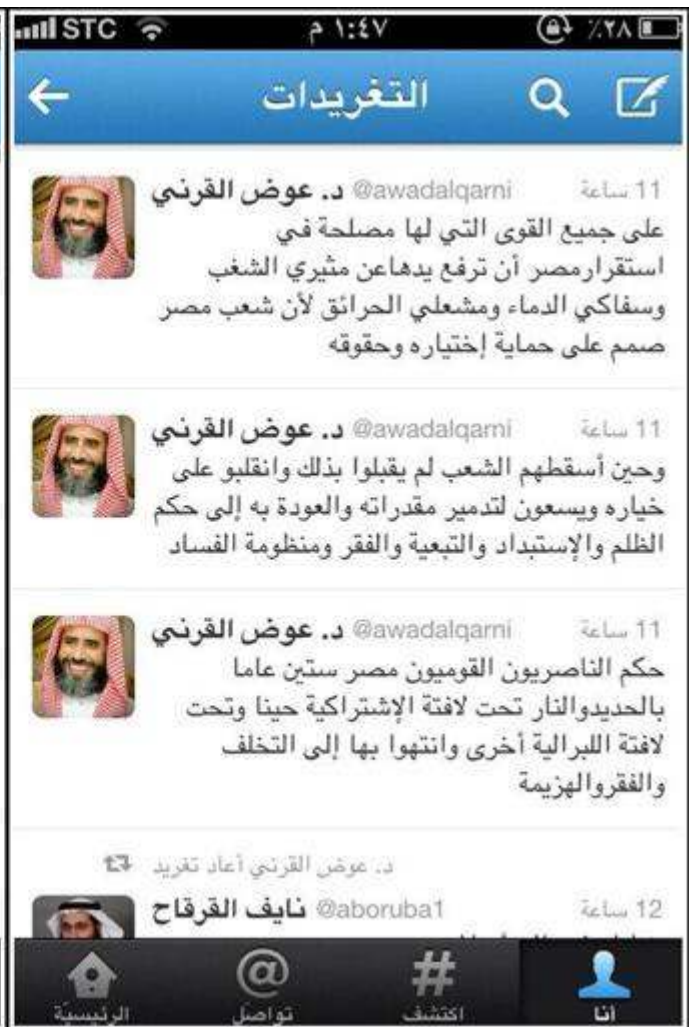 STC ١:٤٧ م ٪٢٨
التغريدات
د. عوض القرني @awadalqarni 11 ساعة
على جميع القوى التي لها مصلحة في
استقرارمصر أن ترفع يدهاعن مثيري الشغب
وسفاكي الدماء ومشعلي الحرائق لأن شعب مصر
صمم على حماية إختياره وحقوقه
د. عوض القرني @awadalqarni 11 ساعة
وحين أسقطهم الشعب لم يقبلوا بذلك وانقلبو على
خياره ويسعون لتدمير مقدراته والعودة به إلى حكم
الظلم والإستبداد والتبعية والفقر ومنظومة الفساد
د. عوض القرني @awadalqarni 11 ساعة
حكم الناصريون القوميون مصر ستين عاما
بالحديدوالنار تحت لافتة الإشتراكية حينا وتحت
لافتة اللبرالية أخرى وانتهوا بها إلى التخلف
والفقروالهزيمة
د. عوض القرني أعاد تغريد
نايف القرقاح @aboruba1 12 ساعة
أنا اكتشف تواصل الرئيسيّة